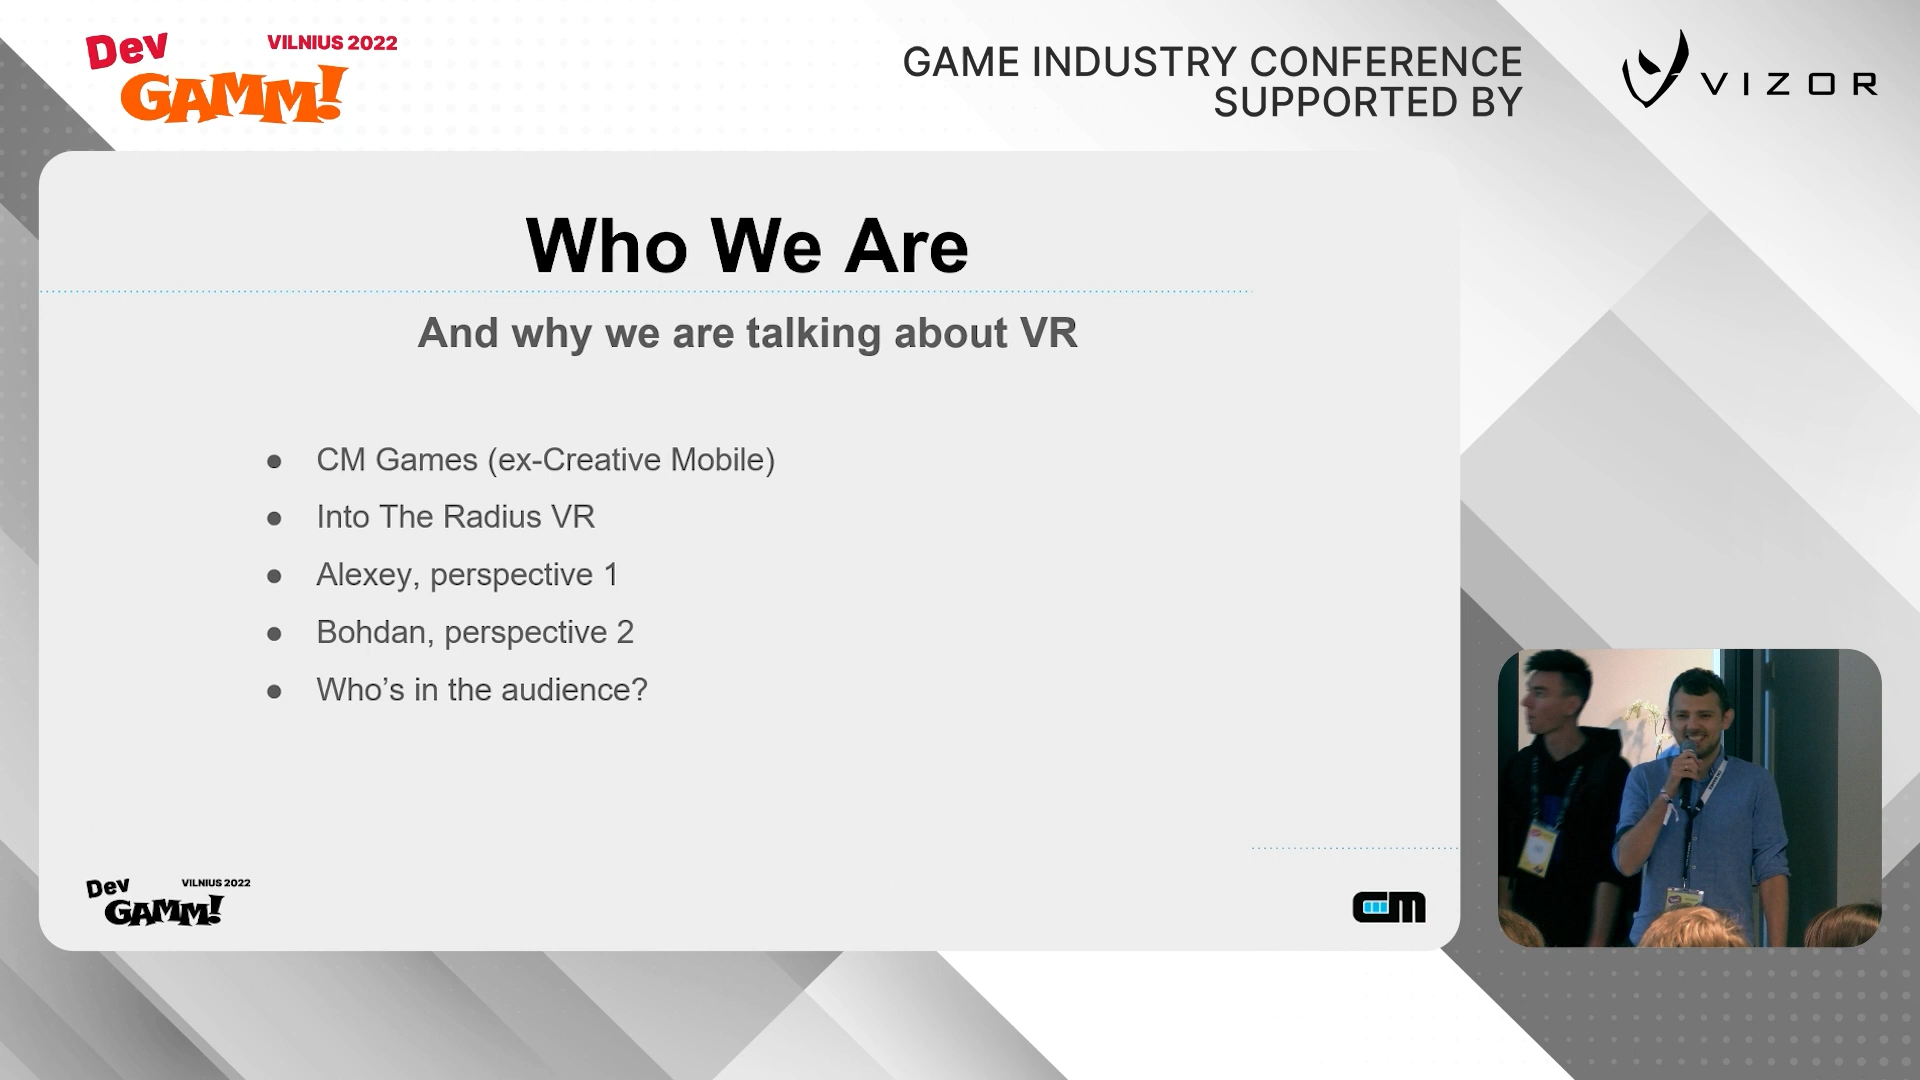 Dev
GAMM!
VILNIUS 2022
GAME INDUSTRY CONFERENCE
SUPPORTED BY
VIZOR
Who We Are
And why we are talking about VR
● CM Games (ex-Creative Mobile)
● Into The Radius VR
● Alexey, perspective 1
● Bohdan, perspective 2
● Who’s in the audience?
Dev
GAMM!
VILNIUS 2022
CM